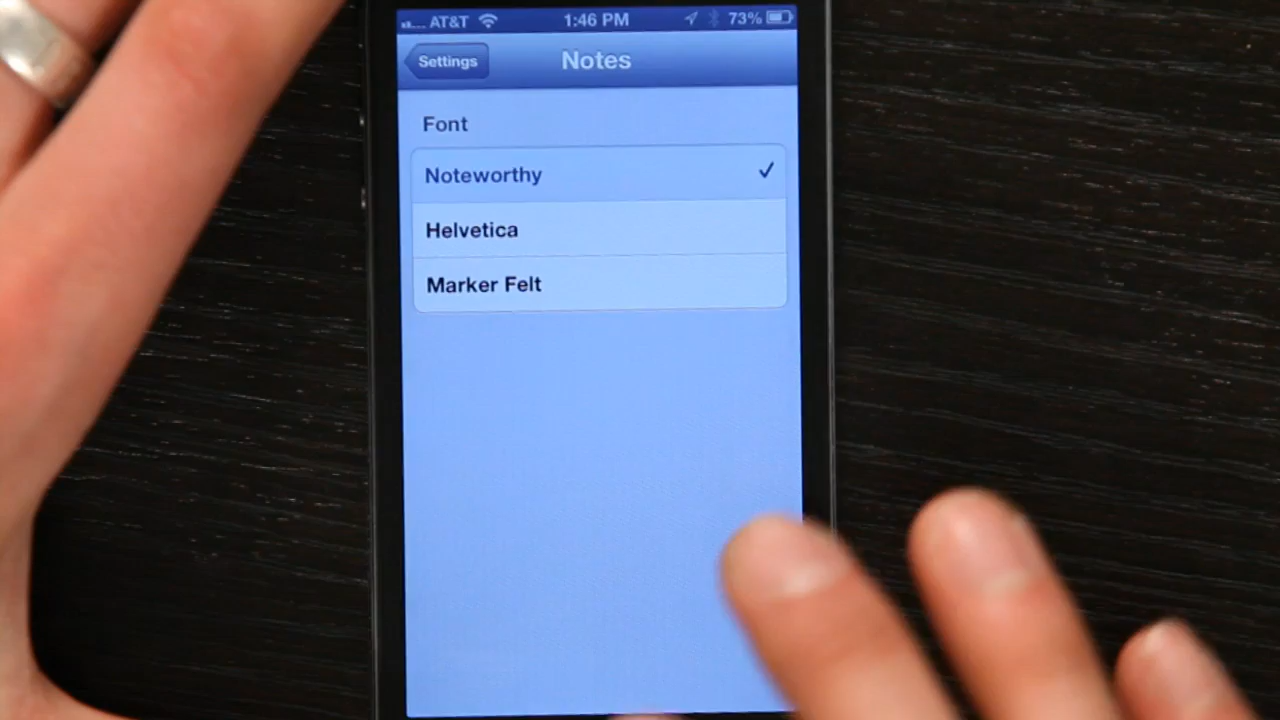 AT&T 1:46 PM 73%
Settings Notes
Font
Noteworthy
Helvetica
Marker Felt